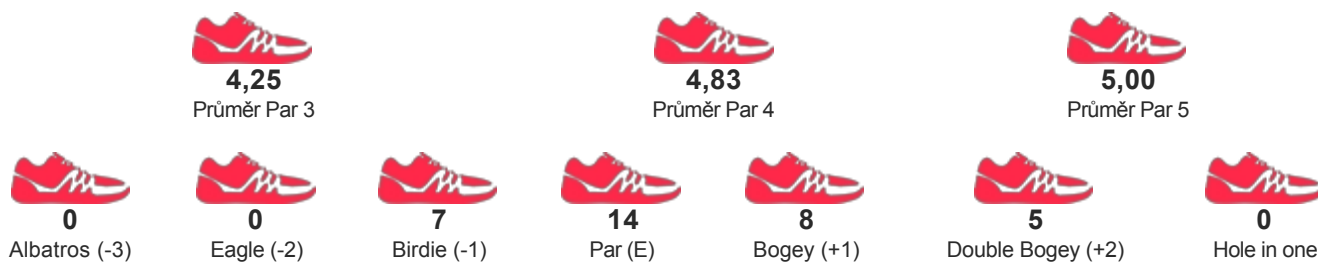 4,25 4,83 5,00
Průměr Par 3 Průměr Par 4 Průměr Par 5
0 0 7 14 8 5 0
Albatros (-3) Eagle (-2) Birdie (-1) Par (E) Bogey (+1) Double Bogey (+2) Hole in one